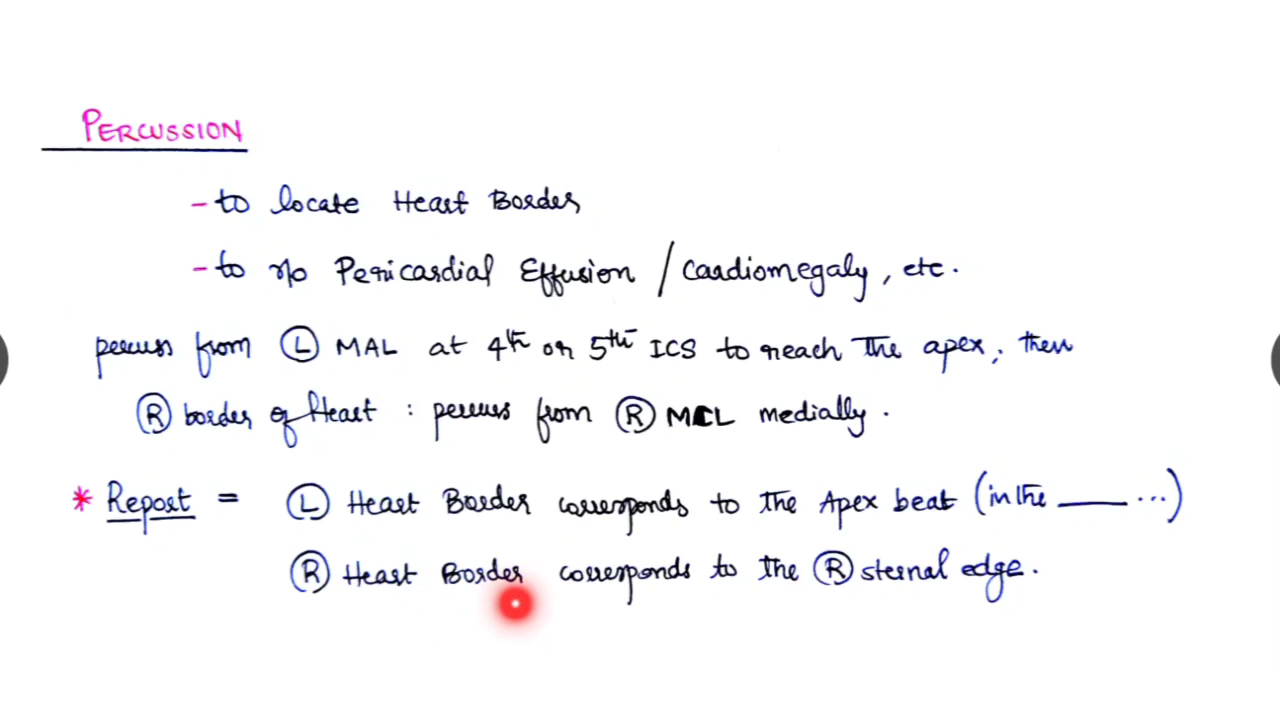 PERCUSSION
- to locate Heart Border
- to r/o Pericardial Effusion / Cardiomegaly, etc.
percuss from Ⓛ MAL at 4th or 5th ICS to reach the apex, then
Ⓡ border of Heart : percuss from Ⓡ MCL medially.
* Report = Ⓛ Heart Border corresponds to the Apex beat (in the ____ ...)
Ⓡ Heart Border corresponds to the Ⓡ sternal edge.